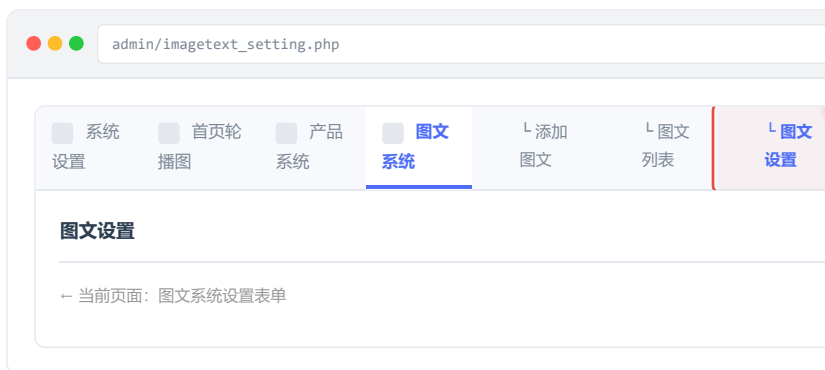 admin/imagetext_setting.php
系统
设置
首页轮
播图
产品
系统
图文
系统
└ 添加
图文
└ 图文
列表
└ 图文
设置
图文设置
← 当前页面：图文系统设置表单